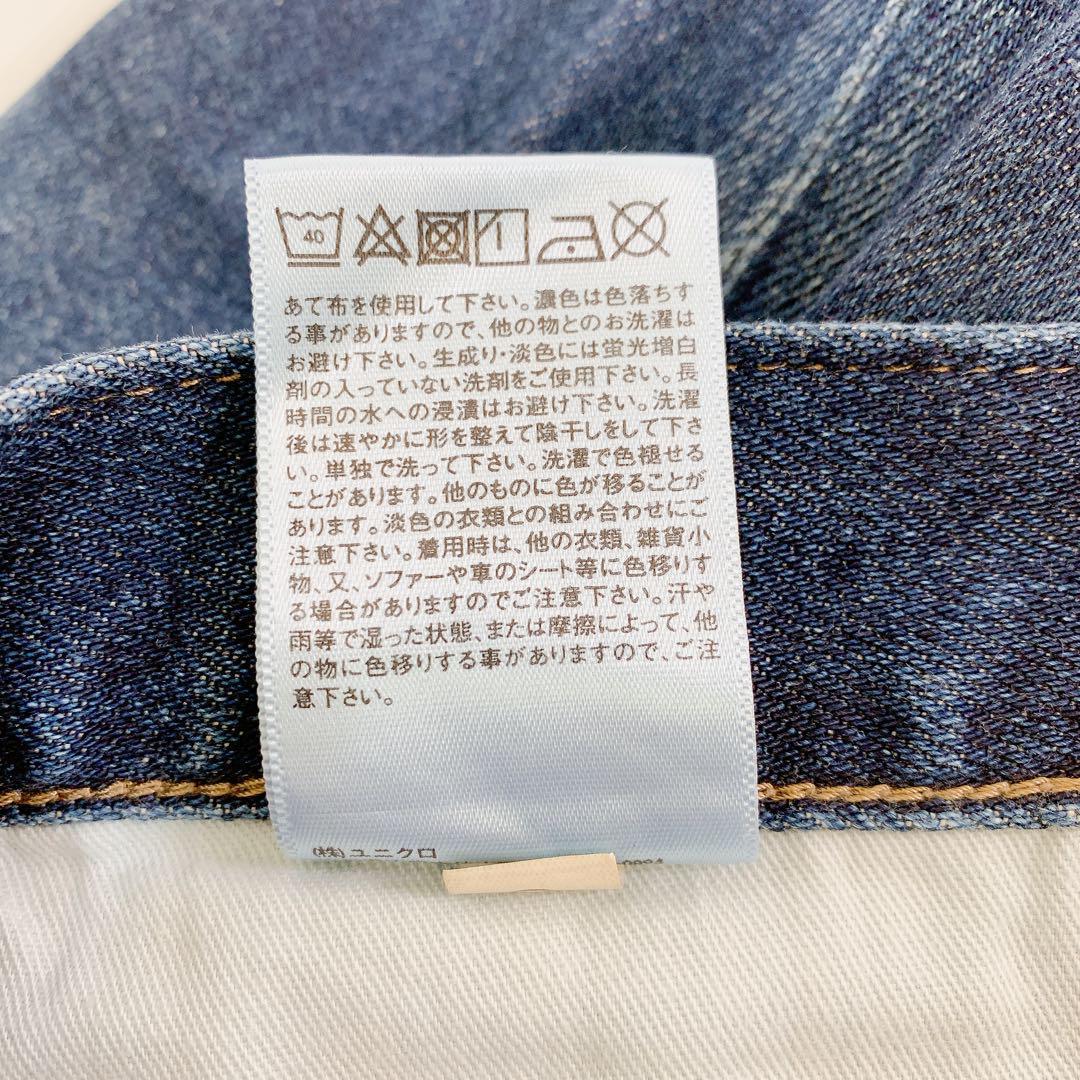 40
あて布を使用して下さい。濃色は色落ちす
る事がありますので、他の物とのお洗濯は
お避け下さい。生成り・淡色には蛍光増白
剤の入っていない洗剤をご使用下さい。長
時間の水への浸漬はお避け下さい。洗濯
後は速やかに形を整えて陰干しをして下さ
い。単独で洗って下さい。洗濯で色褪せる
ことがあります。他のものに色が移ることが
あります。淡色の衣類との組み合わせにご
注意下さい。着用時は、他の衣類、雑貨小
物、又、ソファーや車のシート等に色移りす
る場合がありますのでご注意下さい。汗や
雨等で湿った状態、または摩擦によって、他
の物に色移りする事がありますので、ご注
意下さい。
(株)ユニクロ